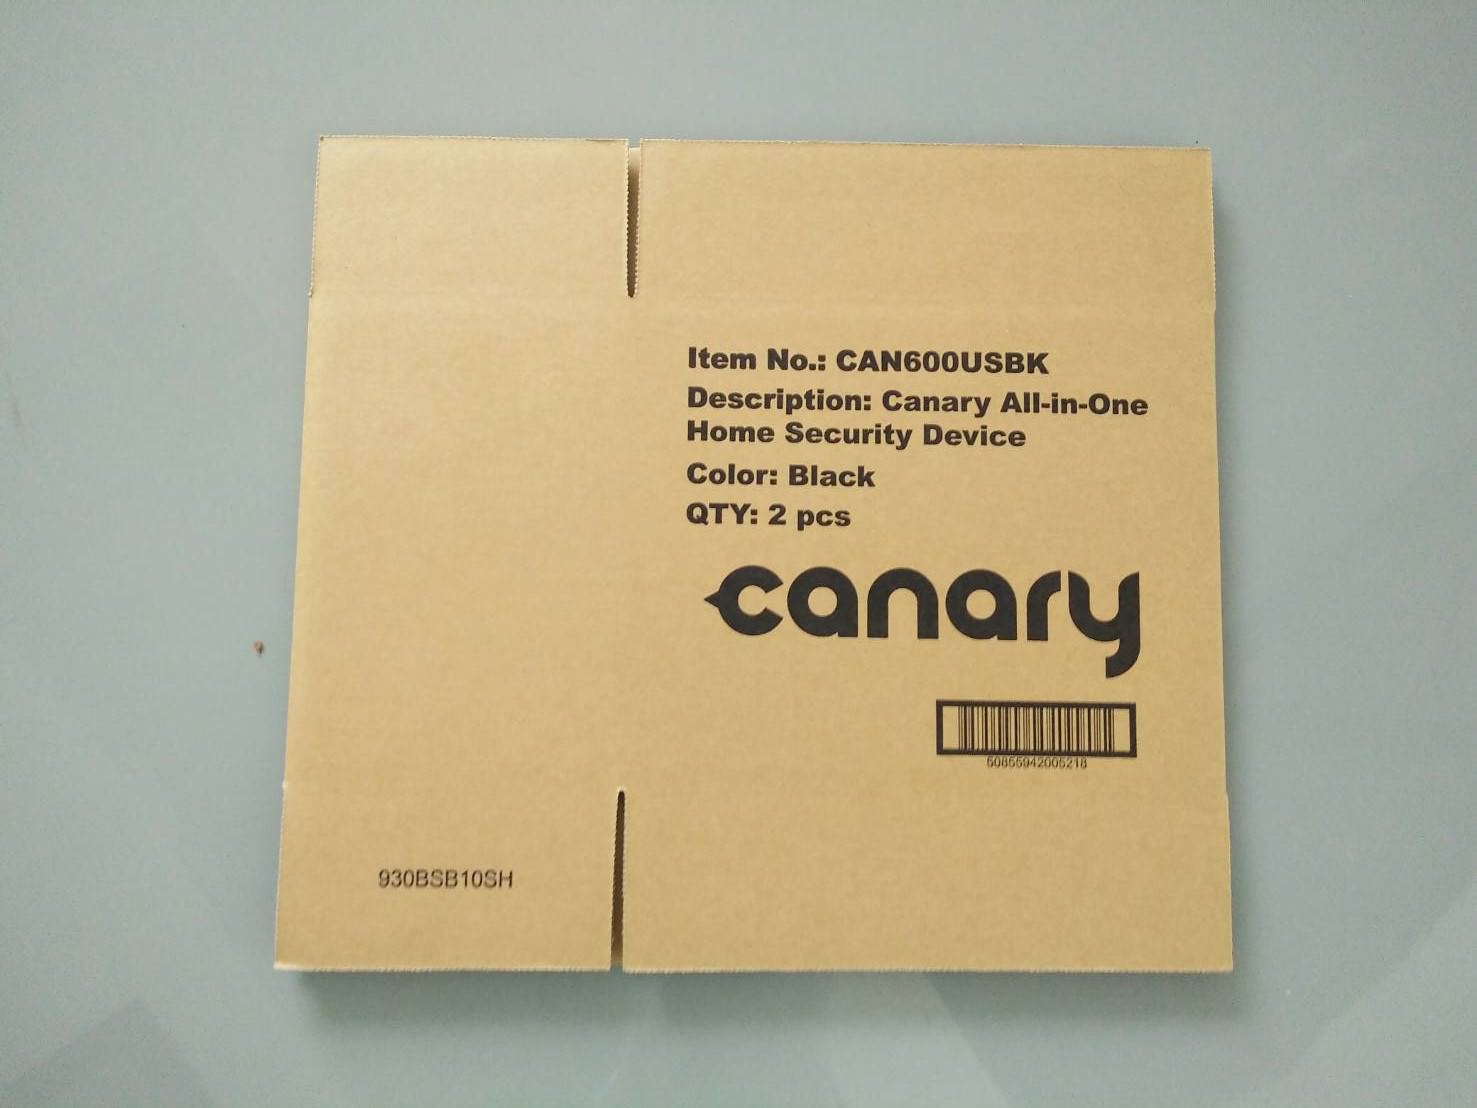 Item No.: CAN600USBK
Description: Canary All-in-One
Home Security Device
Color: Black
QTY: 2 pcs
canary
50855942005218
930BSB10SH